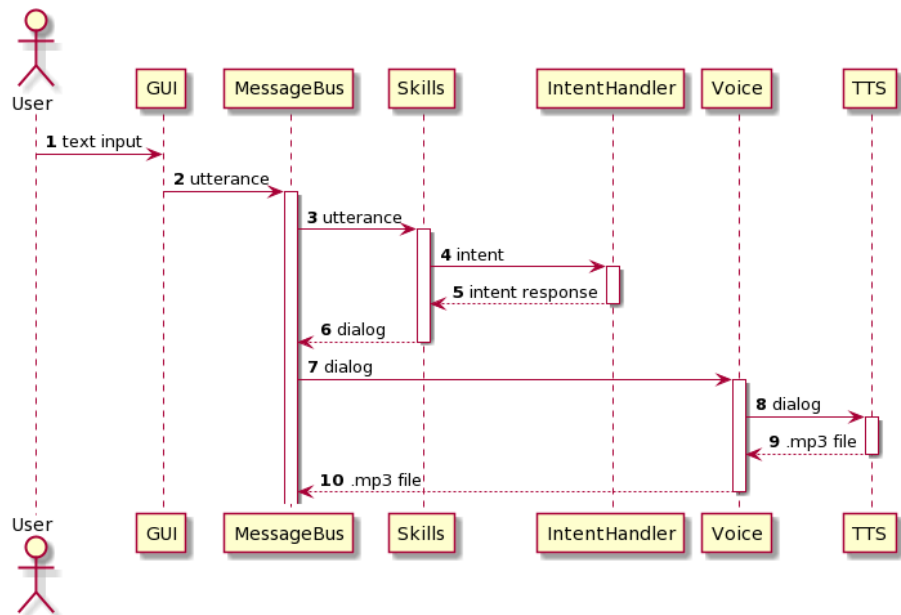 User
GUI
MessageBus
Skills
IntentHandler
Voice
TTS
1 text input
2 utterance
3 utterance
4 intent
5 intent response
6 dialog
7 dialog
8 dialog
9 .mp3 file
10 .mp3 file
User
GUI
MessageBus
Skills
IntentHandler
Voice
TTS